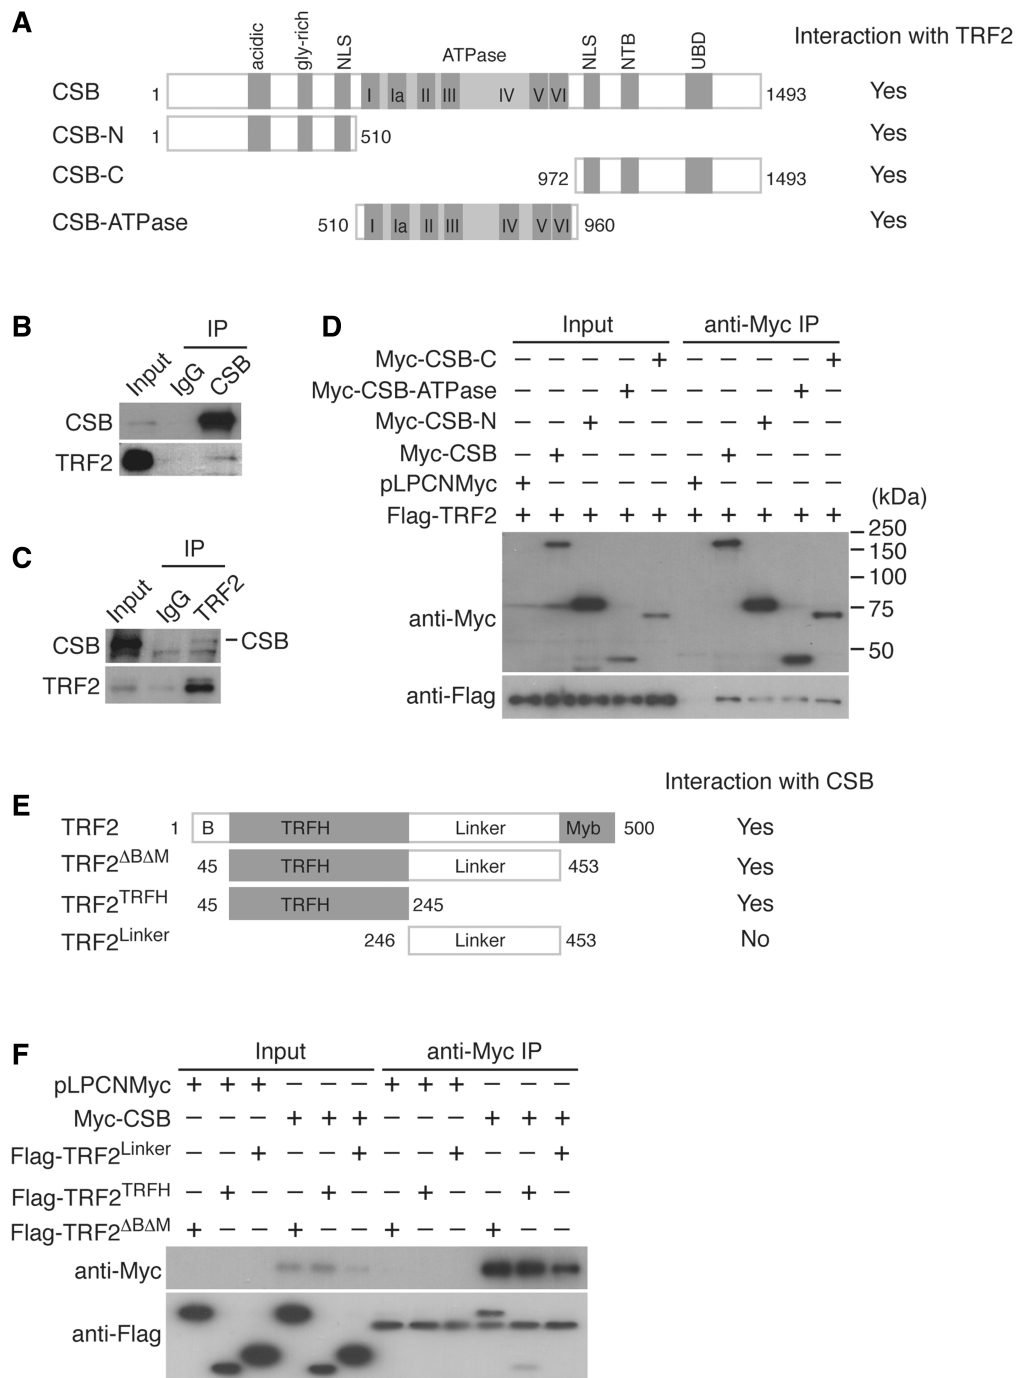 A
acidic gly-rich NLS ATPase NLS NTB UBD Interaction with TRF2
CSB 1 I Ia II III IV V VI 1493 Yes
CSB-N 1 510 Yes
CSB-C 972 1493 Yes
CSB-ATPase 510 I Ia II III IV V VI 960 Yes
B
IP
Input IgG CSB
CSB
TRF2
C
IP
Input IgG TRF2
CSB –CSB
TRF2
D
Input anti-Myc IP
Myc-CSB-C – – – – + – – – – +
Myc-CSB-ATPase – – – + – – – – + –
Myc-CSB-N – – + – – – – + – –
Myc-CSB – + – – – – + – – –
pLPCNMyc + – – – – + – – – –
Flag-TRF2 + + + + + + + + + +
(kDa)
250
150
100
75
50
anti-Myc
anti-Flag
E
Interaction with CSB
TRF2 1 B TRFH Linker Myb 500 Yes
TRF2ΔBΔM 45 TRFH Linker 453 Yes
TRF2TRFH 45 TRFH 245 Yes
TRF2Linker 246 Linker 453 No
F
Input anti-Myc IP
pLPCNMyc + + + – – – + + + – – –
Myc-CSB – – – + + + – – – + + +
Flag-TRF2Linker – – + – – + – – + – – +
Flag-TRF2TRFH – + – – + – – + – – + –
Flag-TRF2ΔBΔM + – – + – – + – – + – –
anti-Myc
anti-Flag